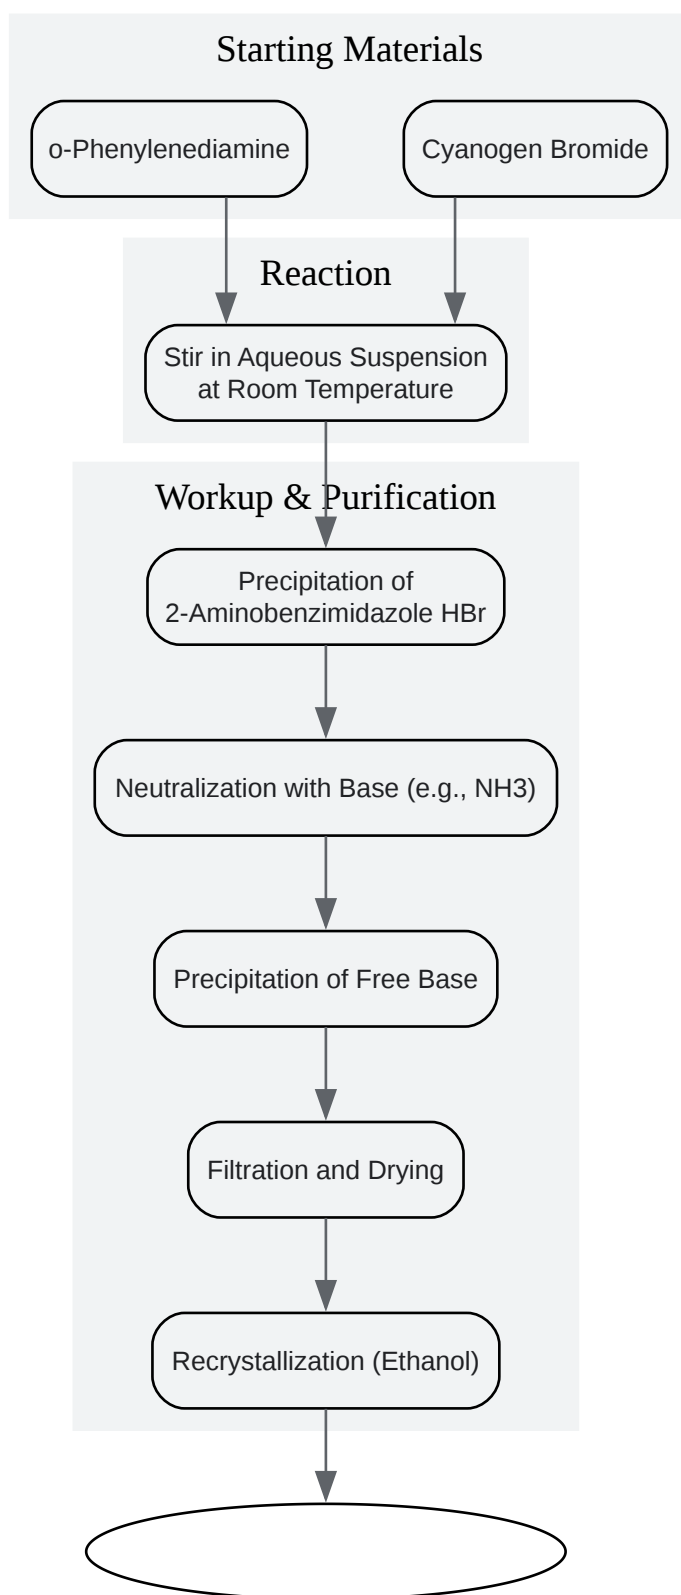 Starting Materials
o-Phenylenediamine
Cyanogen Bromide
Reaction
Stir in Aqueous Suspension
at Room Temperature
Workup & Purification
Precipitation of
2-Aminobenzimidazole HBr
Neutralization with Base (e.g., NH3)
Precipitation of Free Base
Filtration and Drying
Recrystallization (Ethanol)